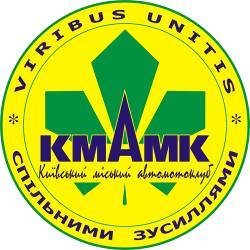 VIRIBUS UNITIS
КМАМК
Київський міський автомотоклуб
СПІЛЬНИМИ ЗУСИЛЛЯМИ